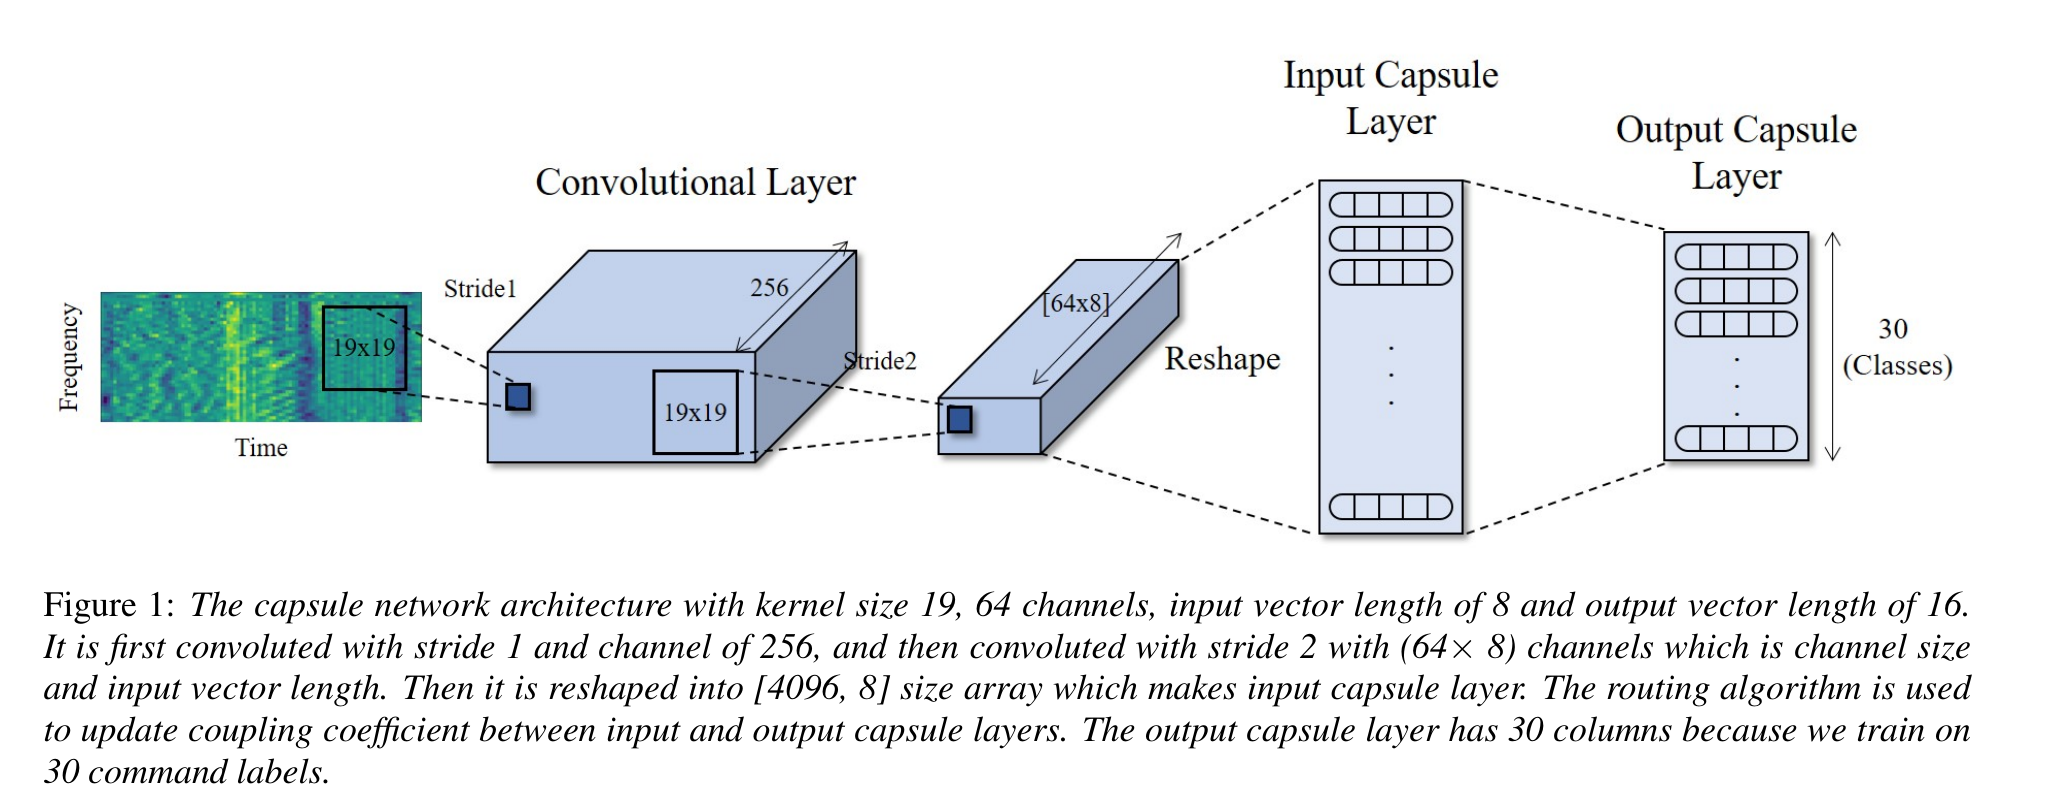 Input Capsule
Layer
Output Capsule
Layer
Convolutional Layer
Stride1
256
[64x8]
Frequency
19x19
Stride2
Reshape
30
(Classes)
19x19
Time
Figure 1: The capsule network architecture with kernel size 19, 64 channels, input vector length of 8 and output vector length of 16.
It is first convoluted with stride 1 and channel of 256, and then convoluted with stride 2 with (64× 8) channels which is channel size
and input vector length. Then it is reshaped into [4096, 8] size array which makes input capsule layer. The routing algorithm is used
to update coupling coefficient between input and output capsule layers. The output capsule layer has 30 columns because we train on
30 command labels.